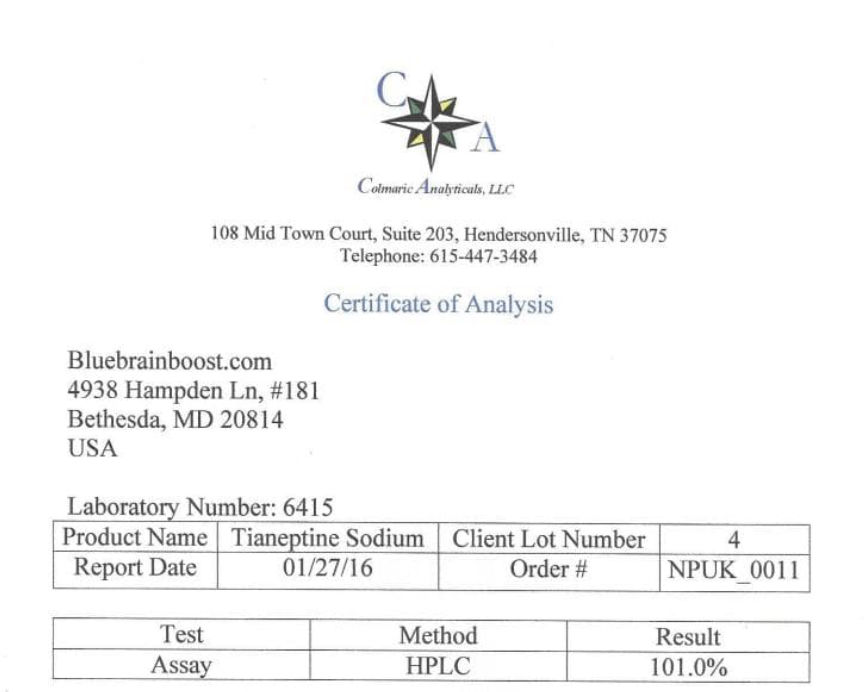 C
A
Colmaric Analyticals, LLC
108 Mid Town Court, Suite 203, Hendersonville, TN 37075
Telephone: 615-447-3484
Certificate of Analysis
Bluebrainboost.com
4938 Hampden Ln, #181
Bethesda, MD 20814
USA
Laboratory Number: 6415
Product Name Tianeptine Sodium Client Lot Number 4
Report Date 01/27/16 Order # NPUK_0011
Test Method Result
Assay HPLC 101.0%